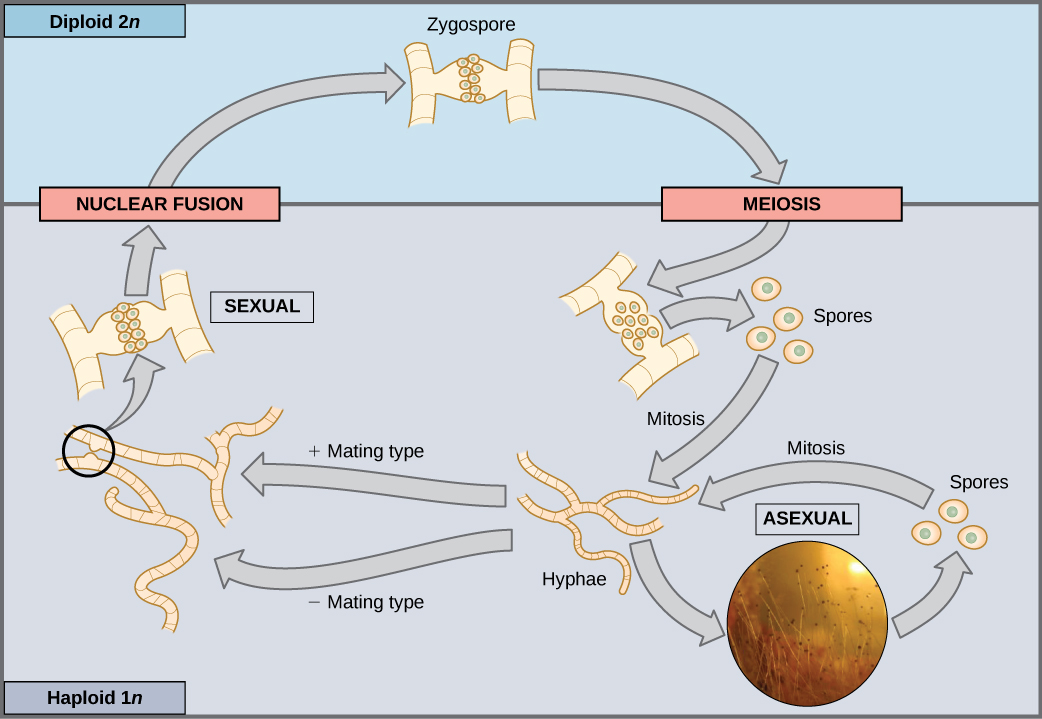 Diploid 2n
Zygospore
NUCLEAR FUSION
MEIOSIS
SEXUAL
Spores
Mitosis
+ Mating type
Mitosis
Spores
ASEXUAL
Hyphae
− Mating type
Haploid 1n